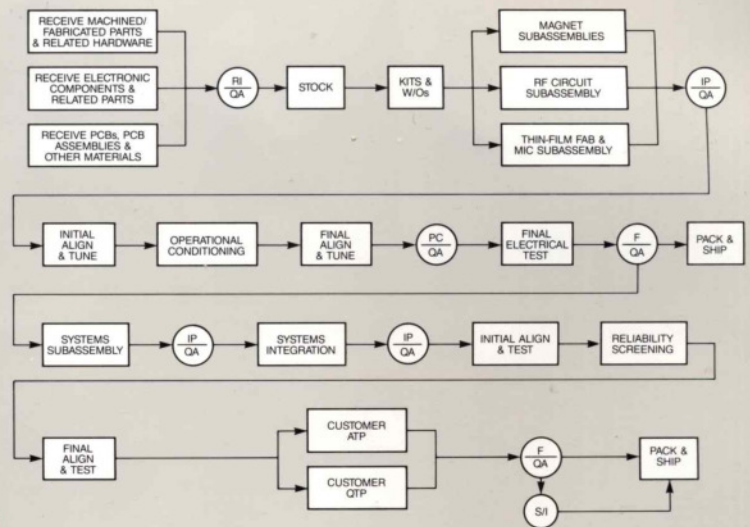 RECEIVE MACHINED/
FABRICATED PARTS
& RELATED HARDWARE
RECEIVE ELECTRONIC
COMPONENTS &
RELATED PARTS
RECEIVE PCBs, PCB
ASSEMBLIES &
OTHER MATERIALS
RI
QA
STOCK
KITS &
W/Os
MAGNET
SUBASSEMBLIES
RF CIRCUIT
SUBASSEMBLY
THIN-FILM FAB &
MIC SUBASSEMBLY
IP
QA
INITIAL
ALIGN
& TUNE
OPERATIONAL
CONDITIONING
FINAL
ALIGN
& TUNE
PC
QA
FINAL
ELECTRICAL
TEST
F
QA
PACK &
SHIP
SYSTEMS
SUBASSEMBLY
IP
QA
SYSTEMS
INTEGRATION
IP
QA
INITIAL ALIGN
& TEST
RELIABILITY
SCREENING
FINAL
ALIGN
& TEST
CUSTOMER
ATP
CUSTOMER
QTP
F
QA
S/I
PACK &
SHIP